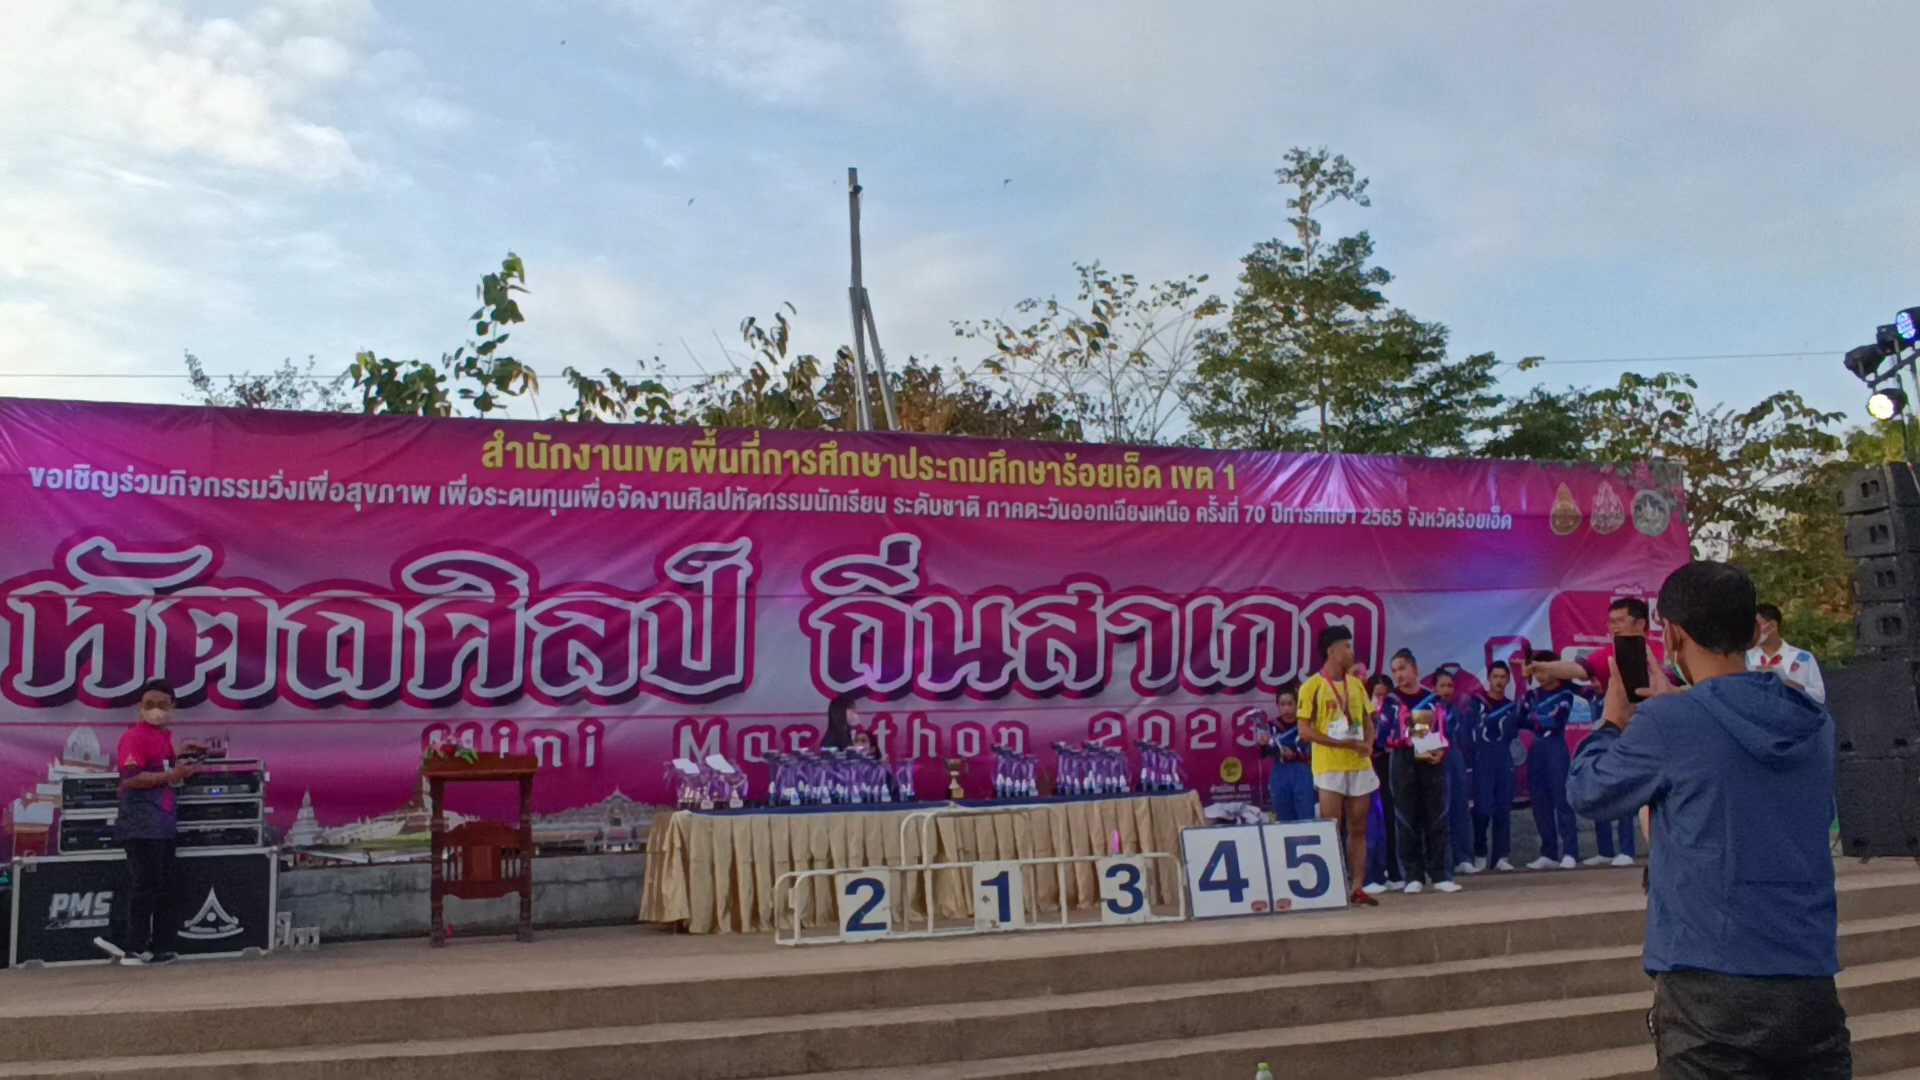 สำนักงานเขตพื้นที่การศึกษาประถมศึกษาร้อยเอ็ด เขต 1
ขอเชิญร่วมกิจกรรมวิ่งเพื่อสุขภาพ เพื่อระดมทุนเพื่อจัดงานศิลปหัตกรรมนักเรียน ระดับชาติ ภาคตะวันออกเฉียงเหนือ ครั้งที่ 70 ปีการศึกษา 2565 จังหวัดร้อยเอ็ด
หัตถศิลป์ ถิ่นสาเกต
Mini Marathon 2023
2 1 3 4 5
PMS